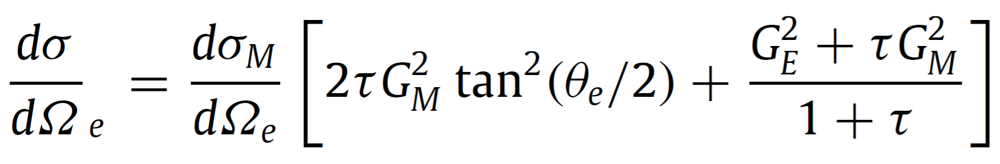 dσ/dΩ_e = dσ_M/dΩ_e [2τG_M^2 tan^2(θ_e/2) + (G_E^2 + τG_M^2)/(1 + τ)]